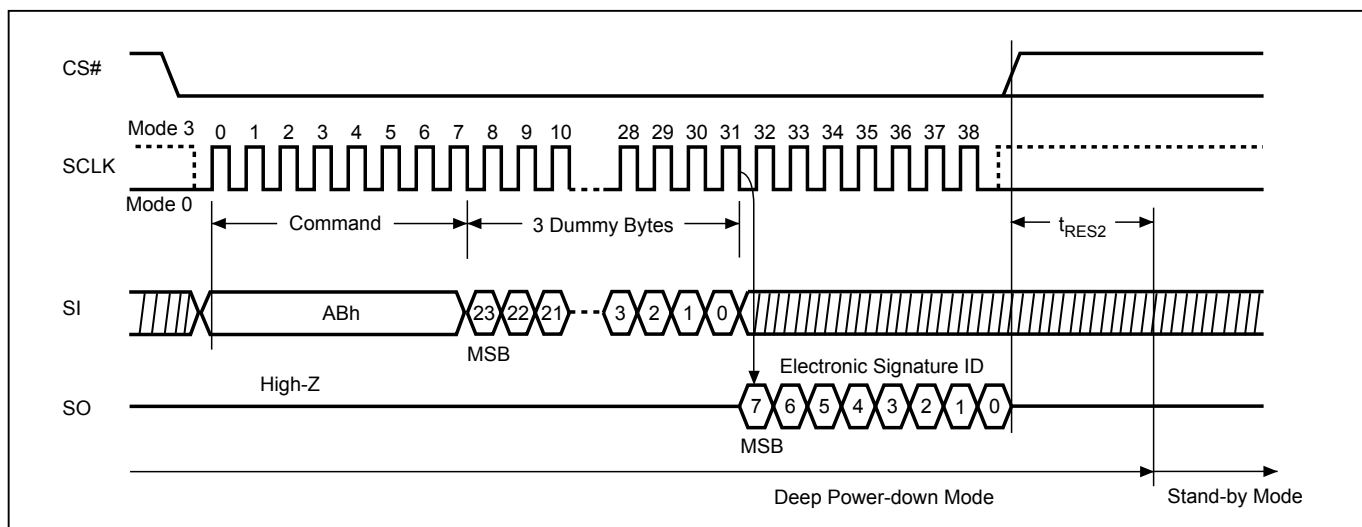 CS#
Mode 3 0 1 2 3 4 5 6 7 8 9 10 28 29 30 31 32 33 34 35 36 37 38
SCLK
Mode 0
Command 3 Dummy Bytes tRES2
SI ABh 23 22 21 3 2 1 0
MSB
High-Z Electronic Signature ID
SO 7 6 5 4 3 2 1 0
MSB
Deep Power-down Mode Stand-by Mode